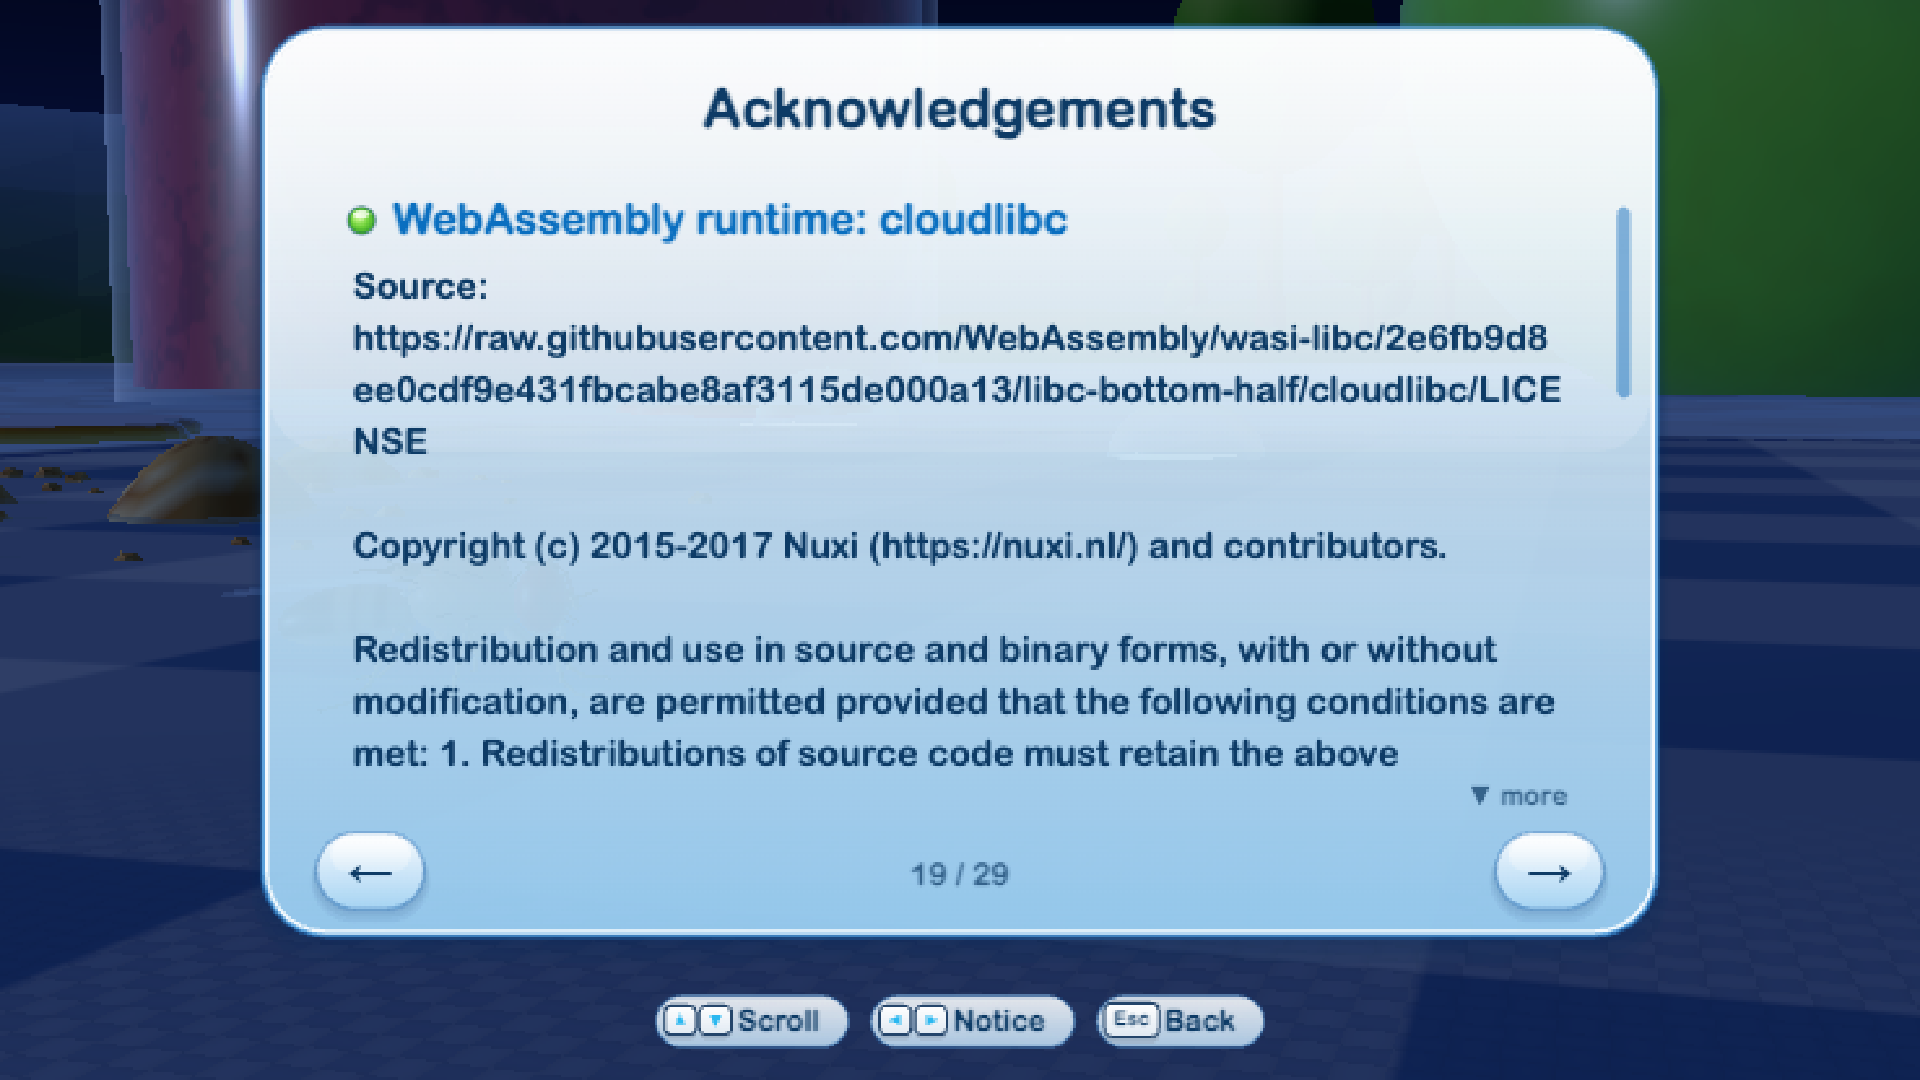 Acknowledgements
WebAssembly runtime: cloudlibc
Source:
https://raw.githubusercontent.com/WebAssembly/wasi-libc/2e6fb9d8
ee0cdf9e431fbcabe8af3115de000a13/libc-bottom-half/cloudlibc/LICE
NSE
Copyright (c) 2015-2017 Nuxi (https://nuxi.nl/) and contributors.
Redistribution and use in source and binary forms, with or without
modification, are permitted provided that the following conditions are
met: 1. Redistributions of source code must retain the above
▼ more
← 19 / 29 →
▲ ▼ Scroll ◀ ▶ Notice Esc Back